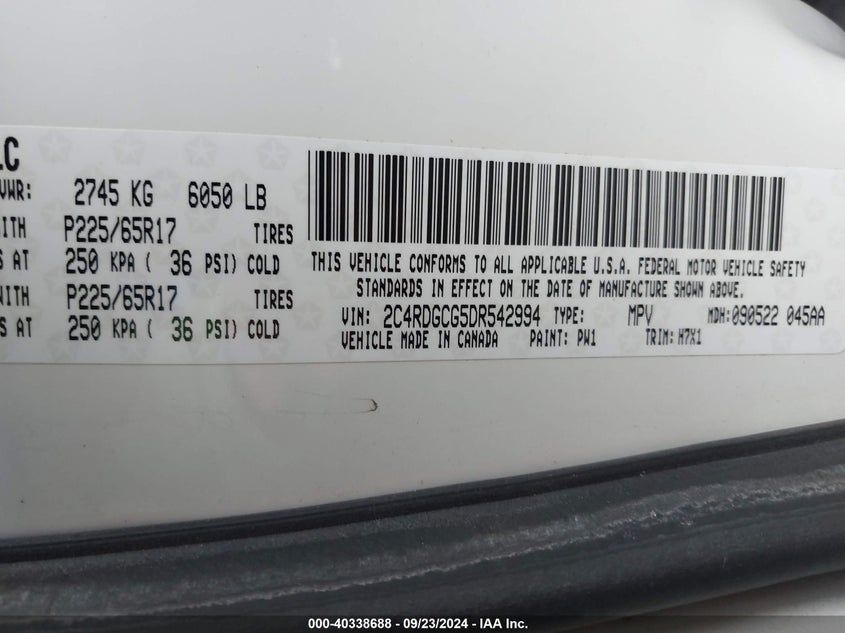 LC
VWR: 2745 KG 6050 LB
ITH P225/65R17 TIRES
S AT 250 KPA ( 36 PSI) COLD
WITH P225/65R17 TIRES
S AT 250 KPA ( 36 PSI) COLD
THIS VEHICLE CONFORMS TO ALL APPLICABLE U.S.A. FEDERAL MOTOR VEHICLE SAFETY
STANDARDS IN EFFECT ON THE DATE OF MANUFACTURE SHOWN ABOVE.
VIN: 2C4RDGCG5DR542994 TYPE: MPV MDH:090522 045AA
VEHICLE MADE IN CANADA PAINT: PW1 TRIM: H7X1
000-40338688 - 09/23/2024 - IAA Inc.